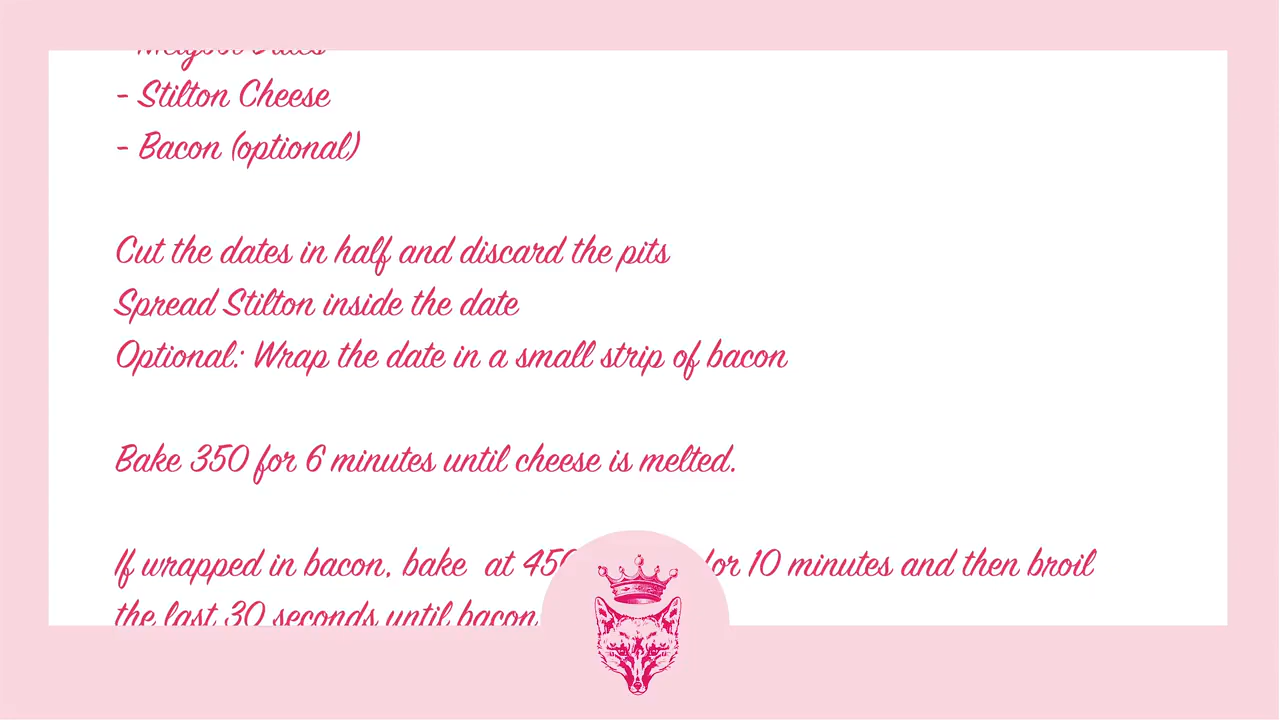 - Stilton Cheese
- Bacon (optional)
Cut the dates in half and discard the pits
Spread Stilton inside the date
Optional: Wrap the date in a small strip of bacon
Bake 350 for 6 minutes until cheese is melted.
If wrapped in bacon, bake at 450 for 10 minutes and then broil
the last 30 seconds until bacon